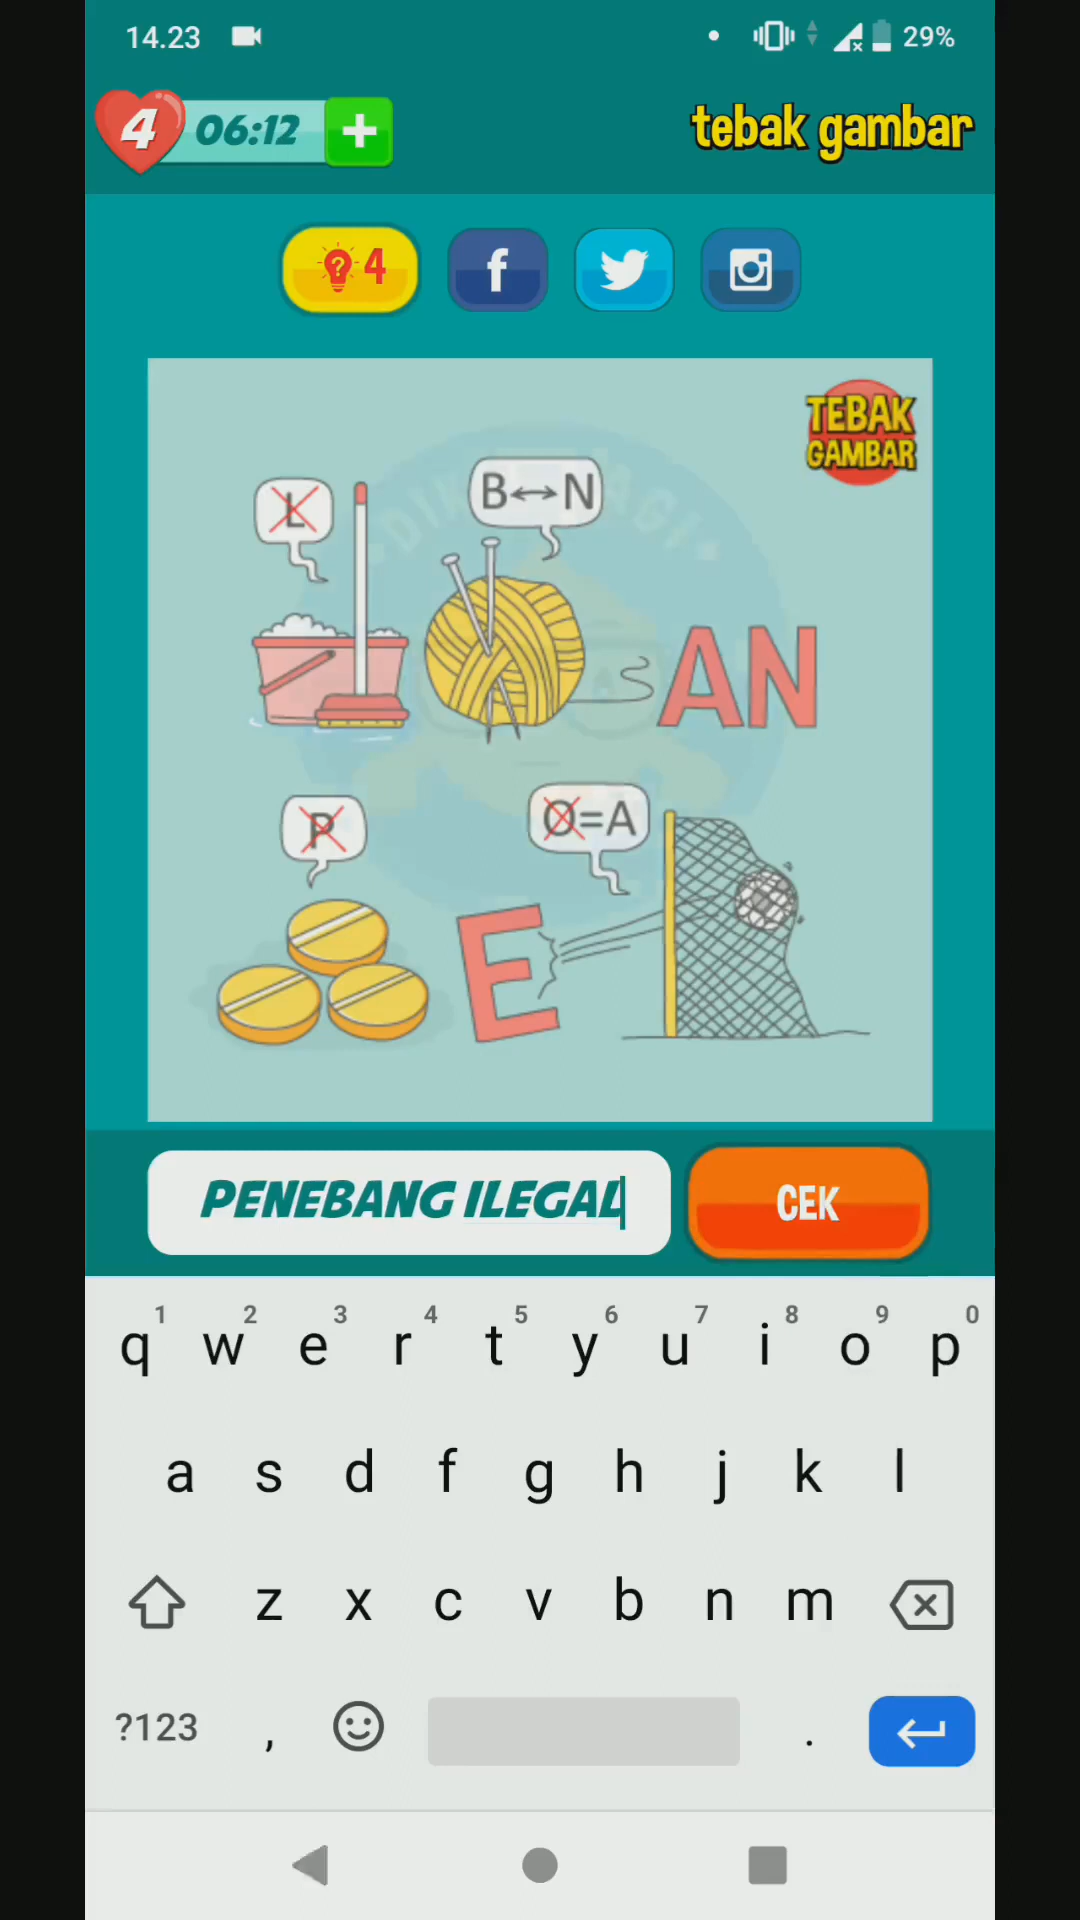 14.23
29%
4
06:12
+
tebak gambar
?
4
f
TEBAK
GAMBAR
L
B↔N
AN
P
O=A
E
PENEBANG ILEGAL
CEK
1 2 3 4 5 6 7 8 9 0
q w e r t y u i o p
a s d f g h j k l
z x c v b n m
?123 , .